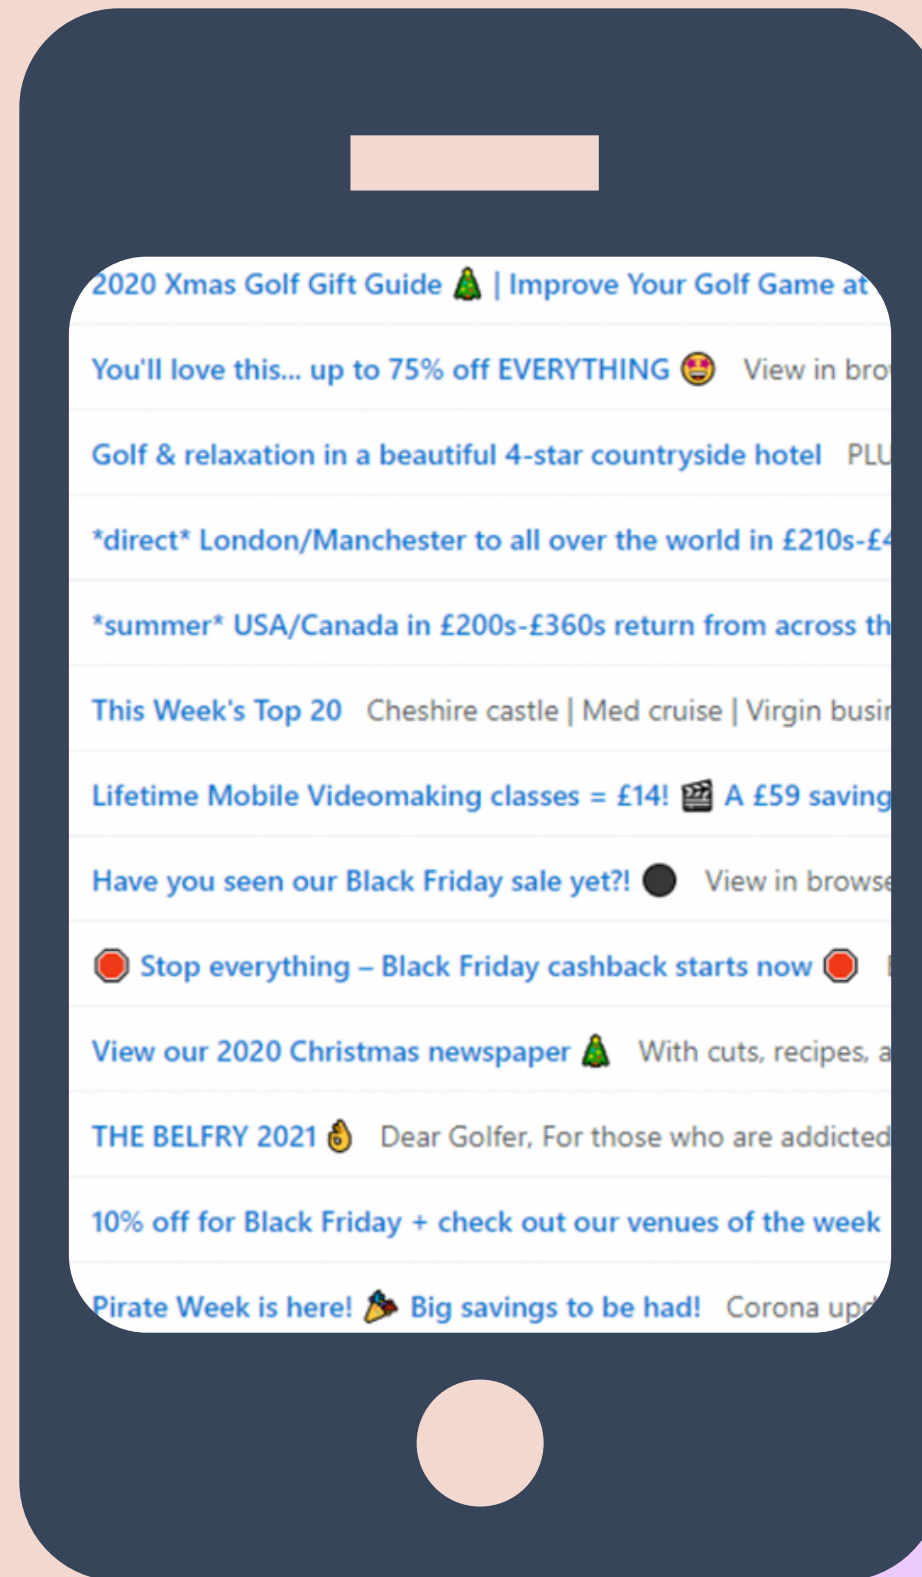 2020 Xmas Golf Gift Guide 🎄 | Improve Your Golf Game at
You'll love this... up to 75% off EVERYTHING 🤩 View in
Golf & relaxation in a beautiful 4-star countryside hotel
*direct* London/Manchester to all over the world in £210s-£4
*summer* USA/Canada in £200s-£360s return from across
This Week's Top 20 Cheshire castle | Med cruise | Virgin
Lifetime Mobile Videomaking classes = £14! 🎬 A £59 saving
Have you seen our Black Friday sale yet?! ⚫ View in
🛑 Stop everything – Black Friday cashback starts now 🛑
View our 2020 Christmas newspaper 🎄 With cuts, recipes,
THE BELFRY 2021 👌 Dear Golfer, For those who are addicted
10% off for Black Friday + check out our venues of the week
Pirate Week is here! 🎉 Big savings to be had! Corona